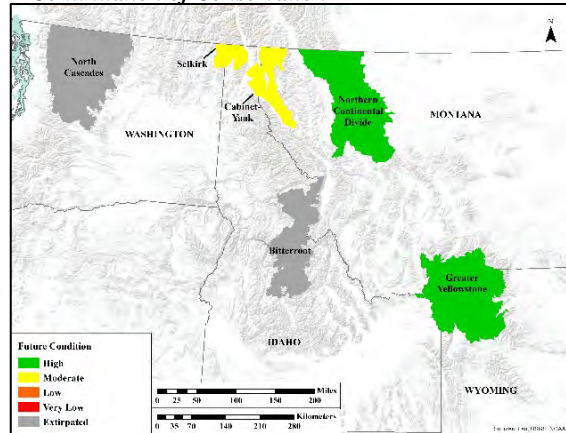 North
Cascades
Selkirk
Cabinet-
Yaak
Northern
Continental
Divide
MONTANA
WASHINGTON
N
Bitterroot
Greater
Yellowstone
IDAHO
WYOMING
Future Condition
High
Moderate
Low
Very Low
Extirpated
Miles
0 25 50 100 150 200
Kilometers
0 35 70 140 210 280